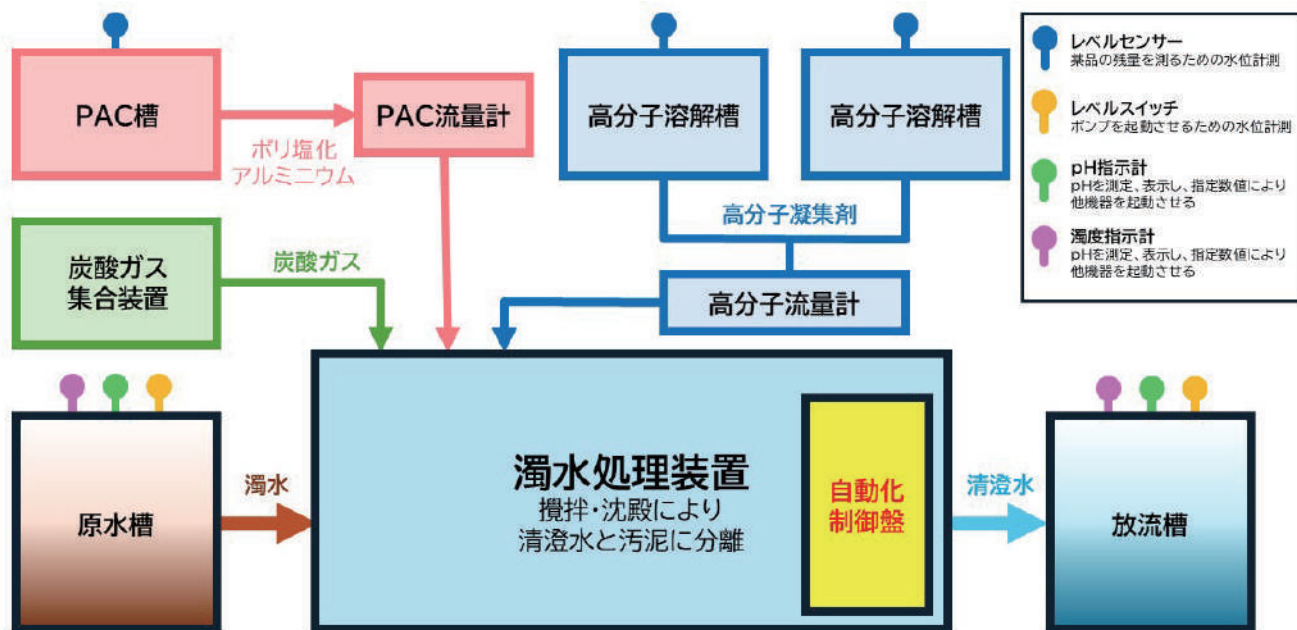 PAC槽
ポリ塩化
アルミニウム
PAC流量計
高分子溶解槽
高分子溶解槽
高分子凝集剤
高分子流量計
炭酸ガス
集合装置
炭酸ガス
原水槽
濁水
濁水処理装置
攪拌・沈殿により
清澄水と汚泥に分離
自動化
制御盤
清澄水
放流槽
レベルセンサー
薬品の残量を測るための水位計測
レベルスイッチ
ポンプを起動させるための水位計測
pH指示計
pHを測定、表示し、指定数値により
他機器を起動させる
濁度指示計
pHを測定、表示し、指定数値により
他機器を起動させる